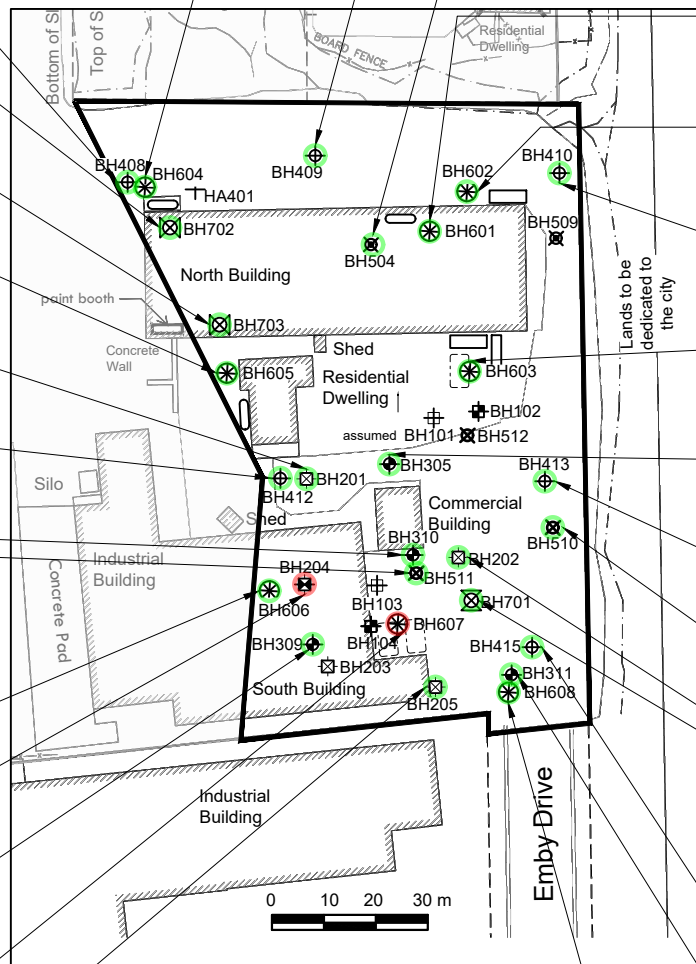 Bottom of Sl
Top of S
BOARD FENCE
Residential
Dwelling
BH408
BH604
HA401
BH409
BH602
BH410
BH702
BH504
BH601
BH509
North Building
Lands to be
dedicated to
the city
paint booth
BH703
Concrete
Wall
Shed
BH605
Residential
Dwelling
BH603
BH102
assumed
BH101
BH512
BH305
BH413
BH412
BH201
Silo
Shed
Commercial
Building
BH510
Industrial
Building
BH310
BH204
BH202
BH511
Concrete Pad
BH606
BH103
BH701
BH607
BH104
BH309
BH203
BH415
BH311
South Building
BH205
BH608
Industrial
Building
Emby Drive
0 10 20 30 m